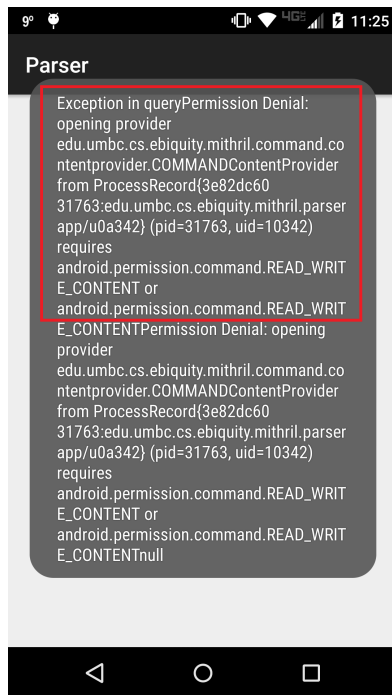 9° 4G 11:25
Parser
Exception in queryPermission Denial:
opening provider
edu.umbc.cs.ebiquity.mithril.command.co
ntentprovider.COMMANDContentProvider
from ProcessRecord{3e82dc60
31763:edu.umbc.cs.ebiquity.mithril.parser
app/u0a342} (pid=31763, uid=10342)
requires
android.permission.command.READ_WRIT
E_CONTENT or
android.permission.command.READ_WRIT
E_CONTENTPermission Denial: opening
provider
edu.umbc.cs.ebiquity.mithril.command.co
ntentprovider.COMMANDContentProvider
from ProcessRecord{3e82dc60
31763:edu.umbc.cs.ebiquity.mithril.parser
app/u0a342} (pid=31763, uid=10342)
requires
android.permission.command.READ_WRIT
E_CONTENT or
android.permission.command.READ_WRIT
E_CONTENTnull